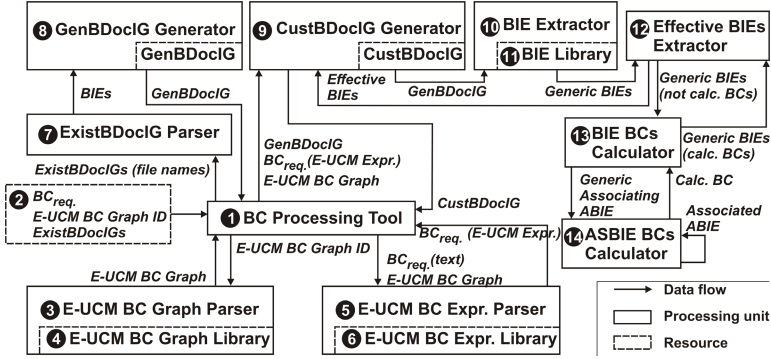 8 GenBDocIG Generator
GenBDocIG
9 CustBDocIG Generator
CustBDocIG
10 BIE Extractor
11 BIE Library
12 Effective BIEs
Extractor
BIEs
GenBDocIG
Effective
BIEs
GenBDocIG
Generic BIEs
Generic BIEs
(not calc. BCs)
7 ExistBDocIG Parser
13 BIE BCs
Calculator
Generic BIEs
(calc. BCs)
ExistBDocIGs (file names)
GenBDocIG
BCreq. (E-UCM Expr.)
E-UCM BC Graph
2 BCreq.
E-UCM BC Graph ID
ExistBDocIGs
CustBDocIG
Generic
Associating
ABIE
Calc. BC
Associated
ABIE
1 BC Processing Tool
14 ASBIE BCs
Calculator
E-UCM BC Graph ID
BCreq. (E-UCM Expr.)
BCreq.(text)
E-UCM BC Graph
E-UCM BC Graph
3 E-UCM BC Graph Parser
4 E-UCM BC Graph Library
5 E-UCM BC Expr. Parser
6 E-UCM BC Expr. Library
Data flow
Processing unit
Resource